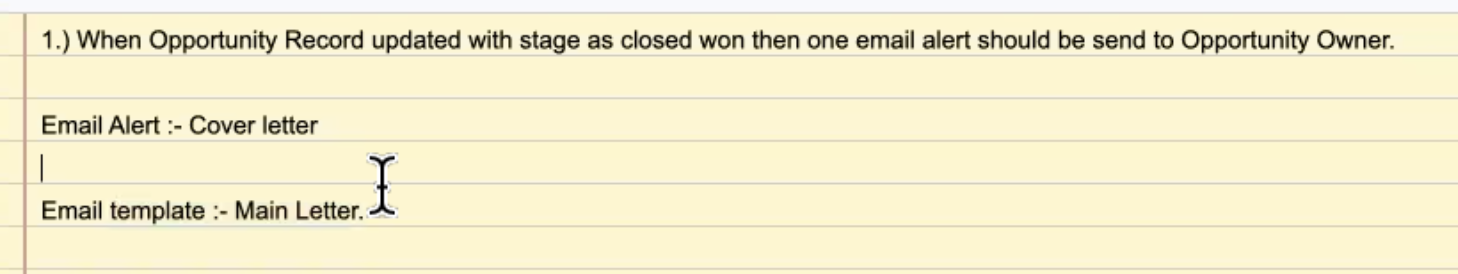 1.) When Opportunity Record updated with stage as closed won then one email alert should be send to Opportunity Owner.
Email Alert :- Cover letter
Email template :- Main Letter.